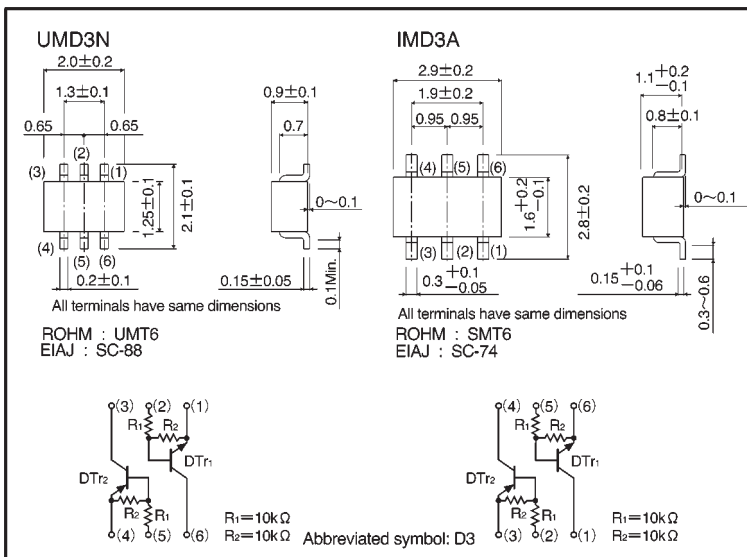 UMD3N
2.0±0.2
1.3±0.1
0.65
0.65
(2)
(3)
(1)
1.25±0.1
2.1±0.1
(4)
(5)
(6)
0.2±0.1
0.9±0.1
0.7
0~0.1
0.15±0.05
0.1Min.
All terminals have same dimensions
ROHM : UMT6
EIAJ : SC-88
IMD3A
2.9±0.2
1.9±0.2
0.95
0.95
(4)
(5)
(6)
1.6+0.2 −0.1
2.8±0.2
(3)
(2)
(1)
0.3+0.1 −0.05
1.1+0.2 −0.1
0.8±0.1
0~0.1
0.15+0.1 −0.06
0.3~0.6
All terminals have same dimensions
ROHM : SMT6
EIAJ : SC-74
(3) (2) (1)
R1
R2
DTr1
DTr2
R2
R1
(4) (5) (6)
R1=10kΩ
R2=10kΩ
Abbreviated symbol: D3
(4) (5) (6)
R1
R2
DTr1
DTr2
R2
R1
(3) (2) (1)
R1=10kΩ
R2=10kΩ